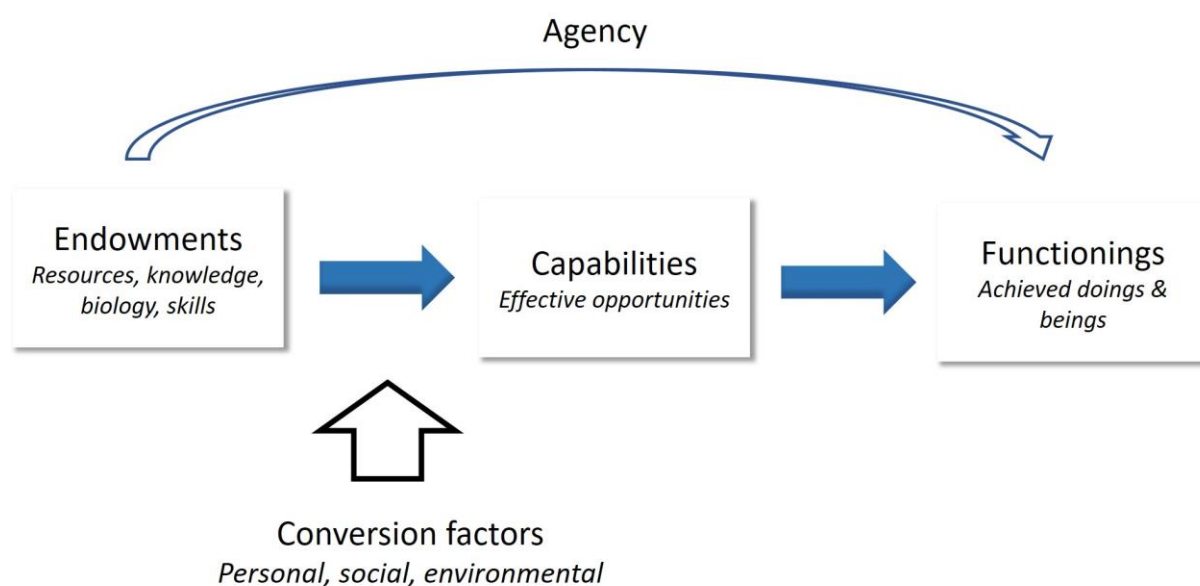 Agency
Endowments
Resources, knowledge,
biology, skills
Capabilities
Effective opportunities
Functionings
Achieved doings &
beings
Conversion factors
Personal, social, environmental